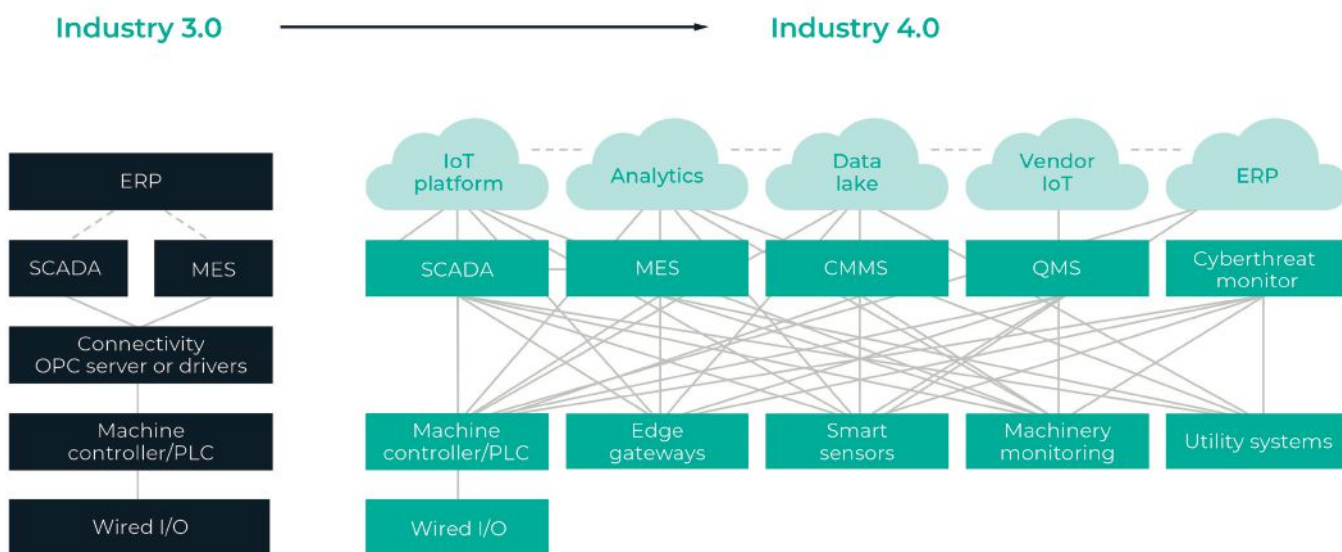 Industry 3.0
Industry 4.0
ERP
SCADA
MES
Connectivity
OPC server or drivers
Machine
controller/PLC
Wired I/O
IoT
platform
Analytics
Data
lake
Vendor
IoT
ERP
SCADA
MES
CMMS
QMS
Cyberthreat
monitor
Machine
controller/PLC
Edge
gateways
Smart
sensors
Machinery
monitoring
Utility systems
Wired I/O